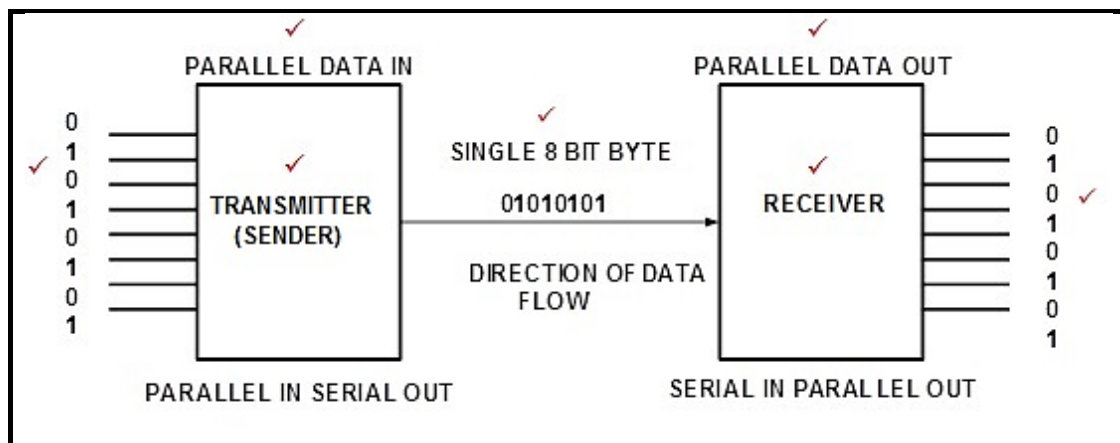 PARALLEL DATA IN
PARALLEL DATA OUT
0
1
0
1
0
1
0
1
TRANSMITTER
(SENDER)
SINGLE 8 BIT BYTE
01010101
DIRECTION OF DATA
FLOW
RECEIVER
0
1
0
1
0
1
0
1
PARALLEL IN SERIAL OUT
SERIAL IN PARALLEL OUT